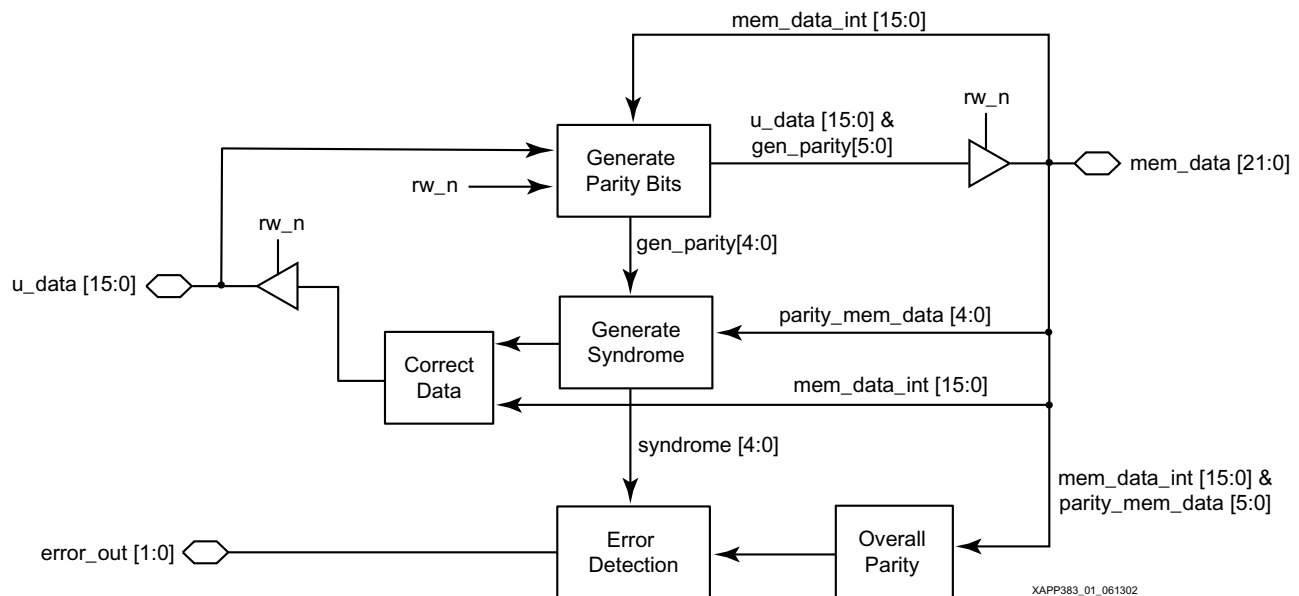 mem_data_int [15:0]
rw_n
u_data [15:0] &
gen_parity[5:0]
Generate
Parity Bits
mem_data [21:0]
rw_n
rw_n
gen_parity[4:0]
u_data [15:0]
Generate
Syndrome
parity_mem_data [4:0]
Correct
Data
mem_data_int [15:0]
syndrome [4:0]
mem_data_int [15:0] &
parity_mem_data [5:0]
error_out [1:0]
Error
Detection
Overall
Parity
XAPP383_01_061302